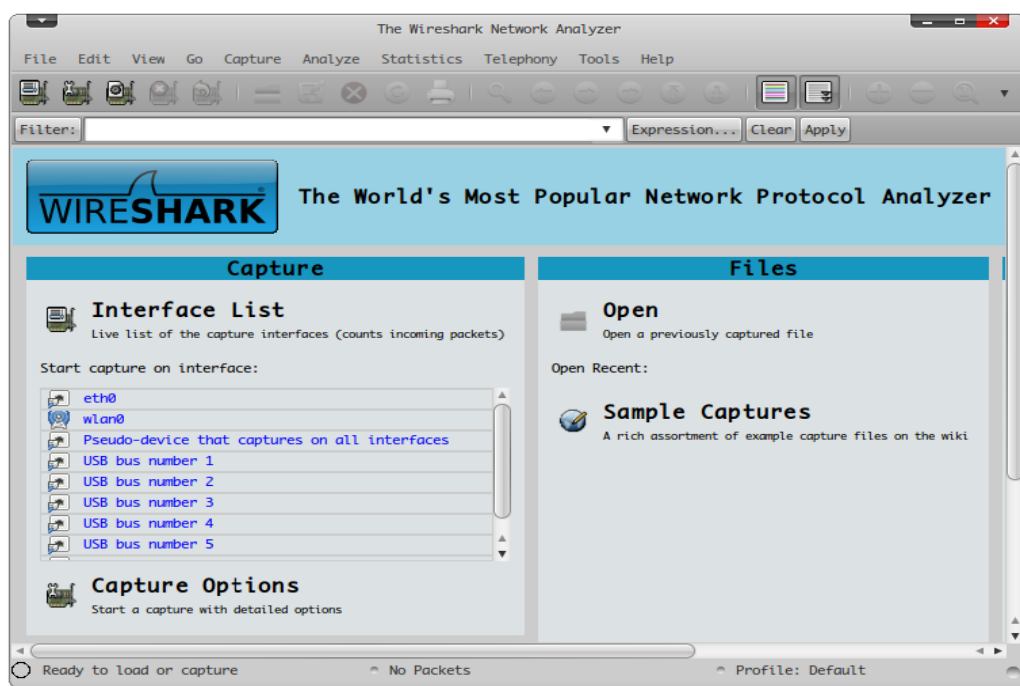 The Wireshark Network Analyzer
File Edit View Go Capture Analyze Statistics Telephony Tools Help
Filter: Expression... Clear Apply
WIRESHARK® The World's Most Popular Network Protocol Analyzer
Capture
Interface List
Live list of the capture interfaces (counts incoming packets)
Start capture on interface:
eth0
wlan0
Pseudo-device that captures on all interfaces
USB bus number 1
USB bus number 2
USB bus number 3
USB bus number 4
USB bus number 5
Capture Options
Start a capture with detailed options
Files
Open
Open a previously captured file
Open Recent:
Sample Captures
A rich assortment of example capture files on the wiki
Ready to load or capture No Packets Profile: Default